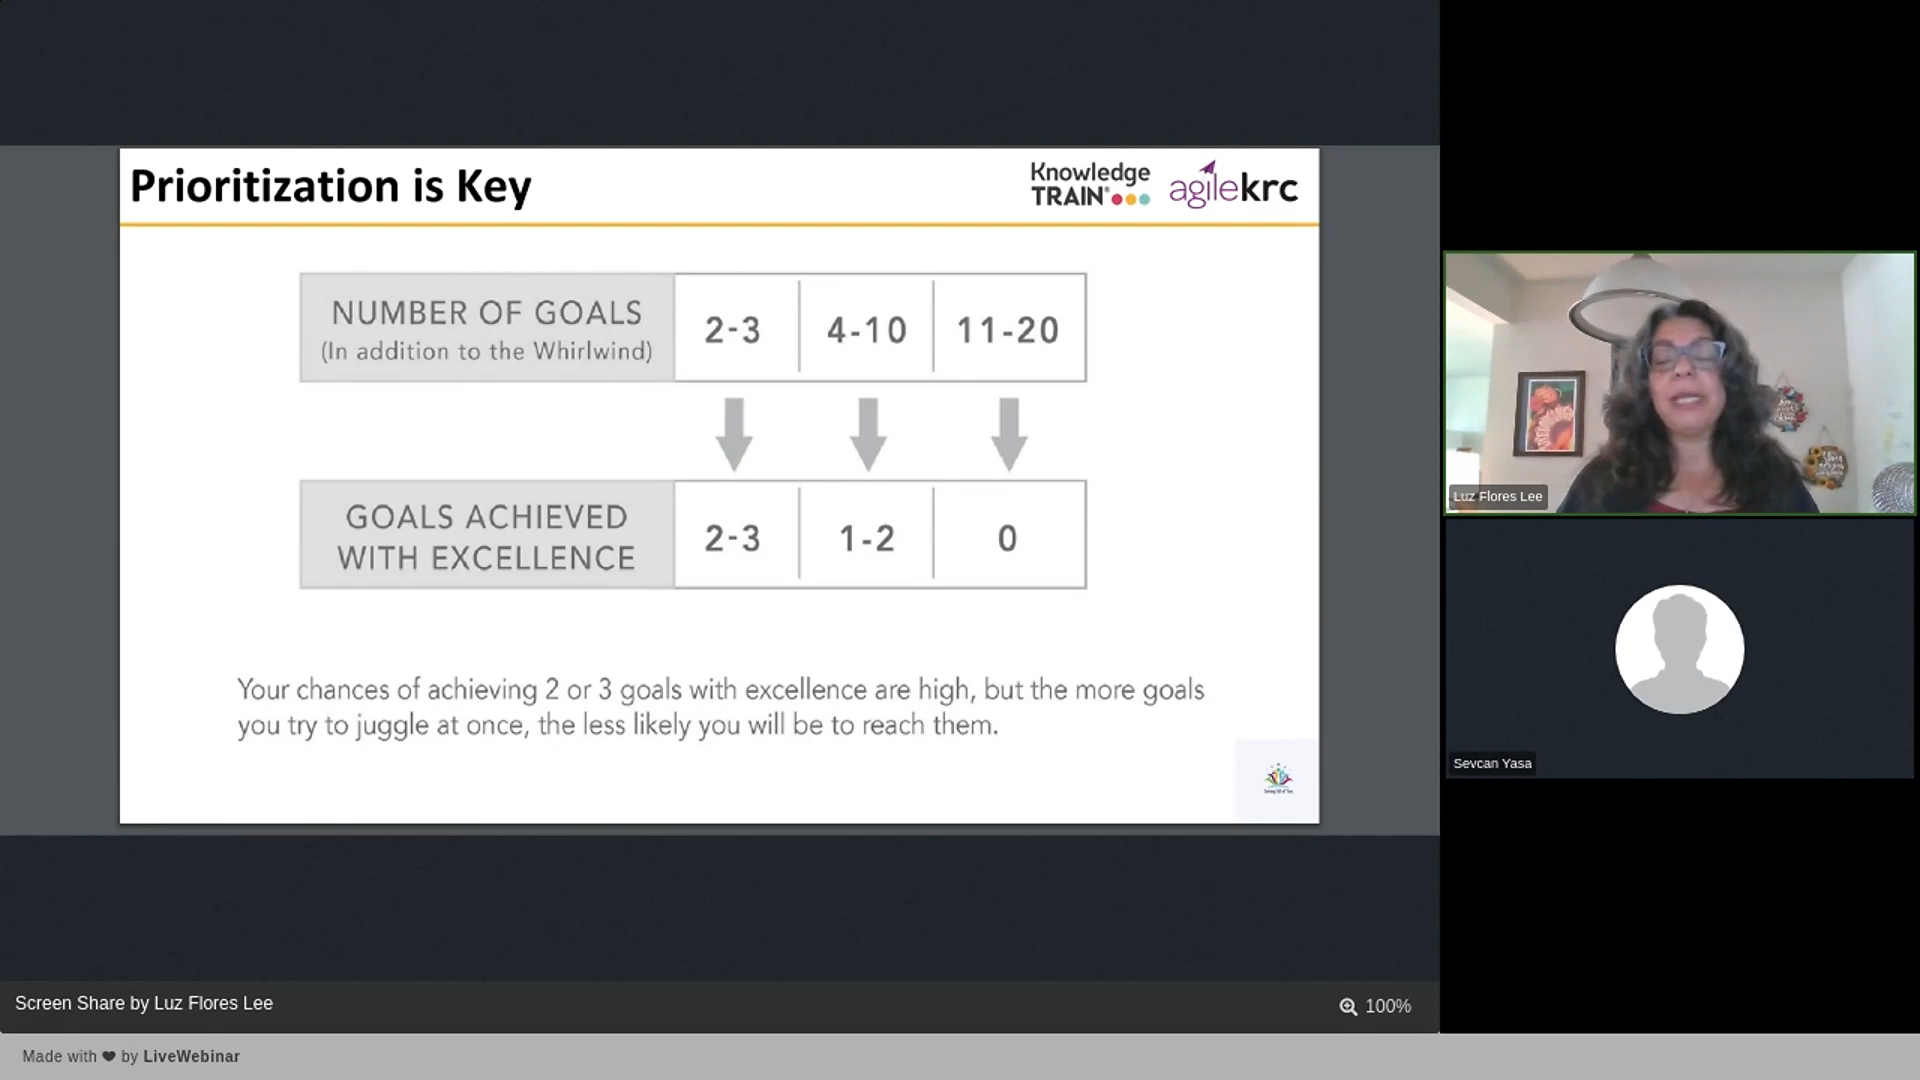 Prioritization is Key
Knowledge
TRAIN®
agilekrc
NUMBER OF GOALS
(In addition to the Whirlwind)
2-3
4-10
11-20
GOALS ACHIEVED
WITH EXCELLENCE
2-3
1-2
0
Your chances of achieving 2 or 3 goals with excellence are high, but the more goals
you try to juggle at once, the less likely you will be to reach them.
Luz Flores Lee
Sevcan Yasa
Screen Share by Luz Flores Lee
100%
Made with ❤ by LiveWebinar